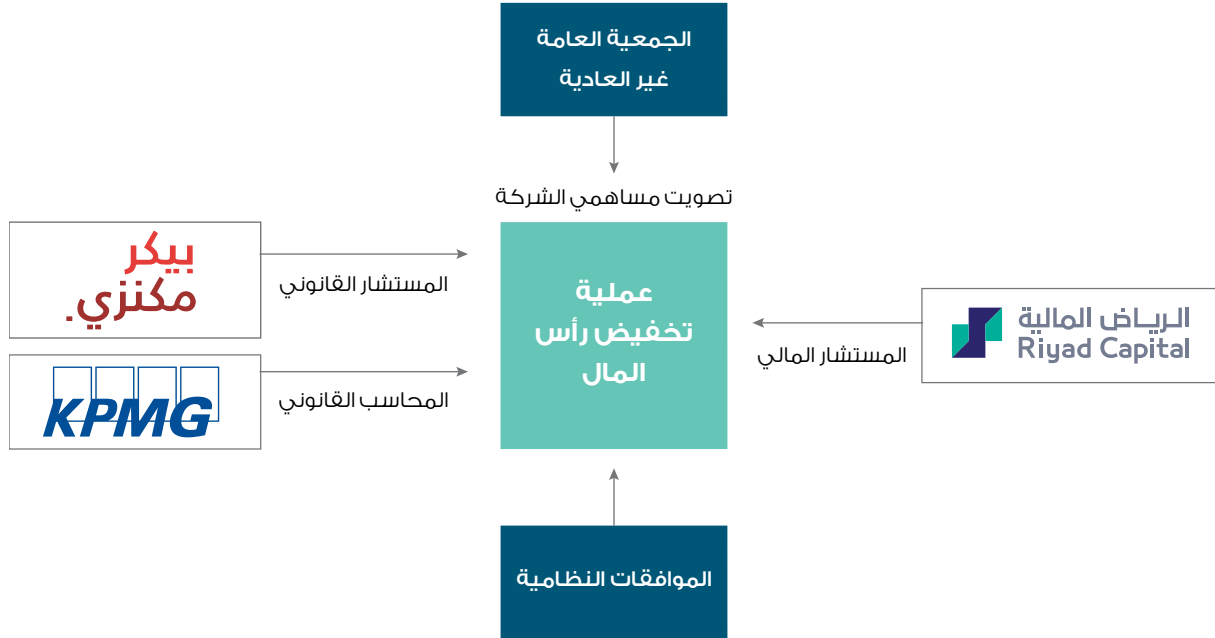 الجمعية العامة
غير العادية
تصويت مساهمي الشركة
عملية
تخفيض رأس
المال
الرياض المالية
Riyad Capital
المستشار المالي
بيكر
مكنزي.
المستشار القانوني
KPMG
المحاسب القانوني
الموافقات النظامية